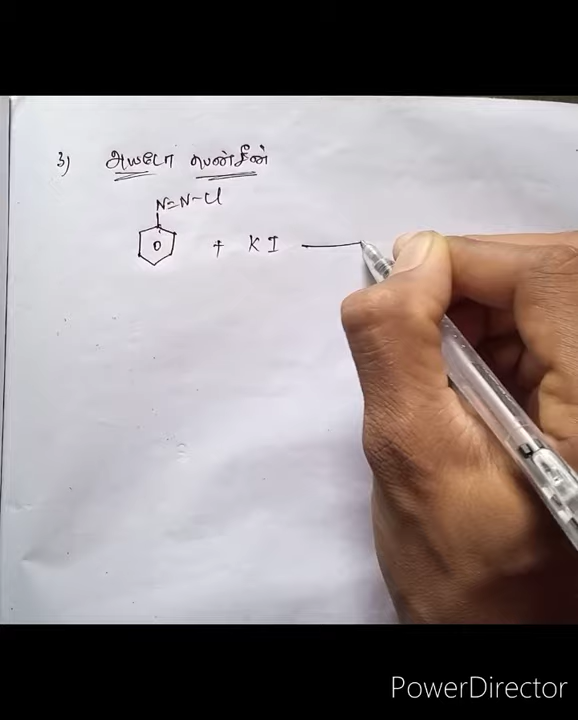 3) அயடோ பென்சீன்
N=N-Cl
+ KI
PowerDirector